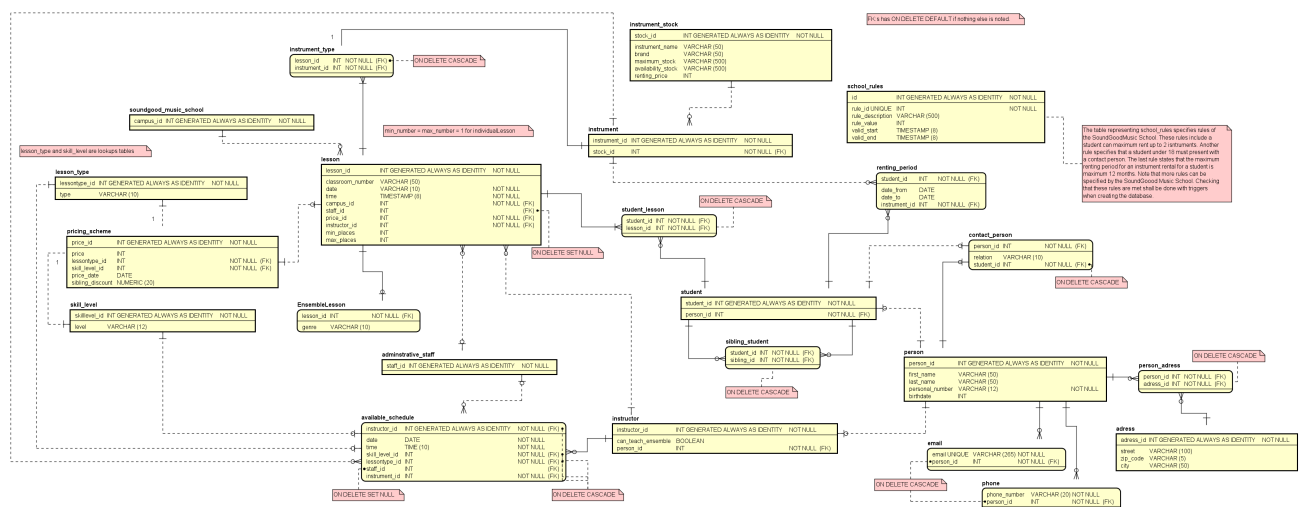 FK´s has ON DELETE DEFAULT if nothing else is noted.
instrument_stock
stock_id INT GENERATED ALWAYS AS IDENTITY NOT NULL
instrument_name VARCHAR (50)
brand VARCHAR (50)
maximum_stock VARCHAR (500)
availability_stock VARCHAR (500)
renting_price INT
1
instrument_type
lesson_id INT NOT NULL (FK)
instrument_id INT NOT NULL (FK)
ON DELETE CASCADE
school_rules
id INT GENERATED ALWAYS AS IDENTITY NOT NULL
rule_id UNIQUE INT NOT NULL
rule_description VARCHAR (500)
rule_value INT
valid_start TIMESTAMP (6)
valid_end TIMESTAMP (6)
The table representing school_rules specifies rules of
the SoundGoodMusic School. These rules include a
student can maximum rent up to 2 isntruments. Another
rule specifies that a student under 18 must present with
a contact person. The last rule states that the maximum
renting period for an instrument rental for a student is
maximum 12 months. Note that more rules can be
specified by the SoundGoood Music School. Checking
that these rules are met shall be done with triggers
when creating the database.
soundgood_music_school
campus_id INT GENERATED ALWAYS AS IDENTITY NOT NULL
min_number = max_number = 1 for individualLesson
instrument
instrument_id INT GENERATED ALWAYS AS IDENTITY NOT NULL
stock_id INT NOT NULL (FK)
lesson_type and skill_level are lookups tables
lesson
lesson_id INT GENERATED ALWAYS AS IDENTITY NOT NULL
classroom_number VARCHAR (50)
date VARCHAR (10) NOT NULL
time TIMESTAMP (6) NOT NULL
campus_id INT NOT NULL (FK)
staff_id INT (FK)
price_id INT NOT NULL (FK)
instructor_id INT NOT NULL (FK)
min_places INT
max_places INT
lesson_type
lessontype_id INT GENERATED ALWAYS AS IDENTITY NOT NULL
type VARCHAR (10)
1
renting_period
student_id INT NOT NULL (FK)
date_from DATE
date_to DATE
instrument_id INT NOT NULL (FK)
ON DELETE CASCADE
student_lesson
student_id INT NOT NULL (FK)
lesson_id INT NOT NULL (FK)
ON DELETE SET NULL
pricing_scheme
price_id INT GENERATED ALWAYS AS IDENTITY NOT NULL
price INT
lessontype_id INT NOT NULL (FK)
skill_level_id INT NOT NULL (FK)
price_date DATE
sibling_discount NUMERIC (20)
1
contact_person
person_id INT NOT NULL (FK)
relation VARCHAR (10)
student_id INT NOT NULL (FK)
ON DELETE CASCADE
skill_level
skilllevel_id INT GENERATED ALWAYS AS IDENTITY NOT NULL
level VARCHAR (12)
EnsembleLesson
lesson_id INT NOT NULL (FK)
genre VARCHAR (10)
student
student_id INT GENERATED ALWAYS AS IDENTITY NOT NULL
person_id INT NOT NULL (FK)
sibling_student
student_id INT NOT NULL (FK)
sibling_id INT NOT NULL (FK)
ON DELETE CASCADE
adminstrative_staff
staff_id INT GENERATED ALWAYS AS IDENTITY NOT NULL
person
person_id INT GENERATED ALWAYS AS IDENTITY NOT NULL
first_name VARCHAR (50)
last_name VARCHAR (50)
personal_number VARCHAR (12) NOT NULL
birthdate INT
ON DELETE CASCADE
person_adress
person_id INT NOT NULL (FK)
adress_id INT NOT NULL (FK)
available_schedule
instructor_id INT GENERATED ALWAYS AS IDENTITY NOT NULL (FK)
date DATE NOT NULL
time TIME (10) NOT NULL
skill_level_id INT NOT NULL (FK)
lessontype_id INT NOT NULL (FK)
staff_id INT (FK)
instrument_id INT NOT NULL (FK)
ON DELETE SET NULL
ON DELETE CASCADE
instructor
instructor_id INT GENERATED ALWAYS AS IDENTITY NOT NULL
can_teach_ensemble BOOLEAN
person_id INT NOT NULL (FK)
adress
adress_id INT GENERATED ALWAYS AS IDENTITY NOT NULL
street VARCHAR (100)
zip_code VARCHAR (5)
city VARCHAR (50)
email
email UNIQUE VARCHAR (265) NOT NULL
person_id INT NOT NULL (FK)
ON DELETE CASCADE
phone
phone_number VARCHAR (20) NOT NULL
person_id INT NOT NULL (FK)